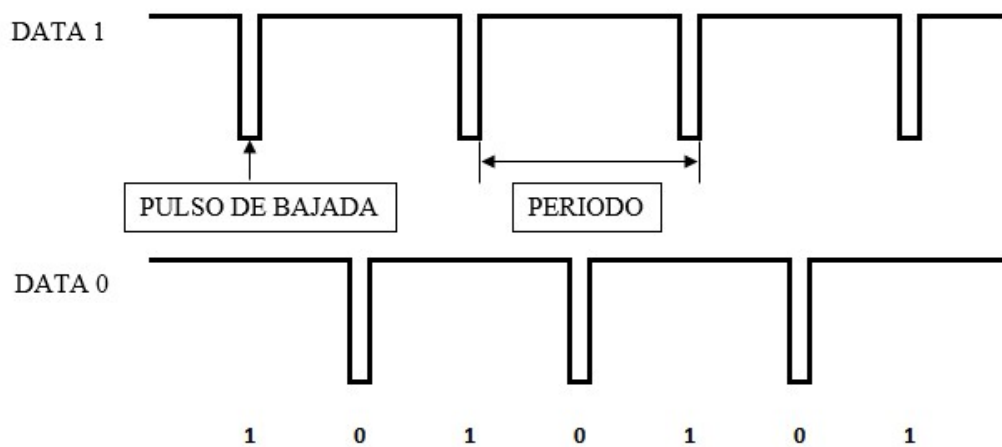 DATA 1
PULSO DE BAJADA
PERIODO
DATA 0
1 0 1 0 1 0 1